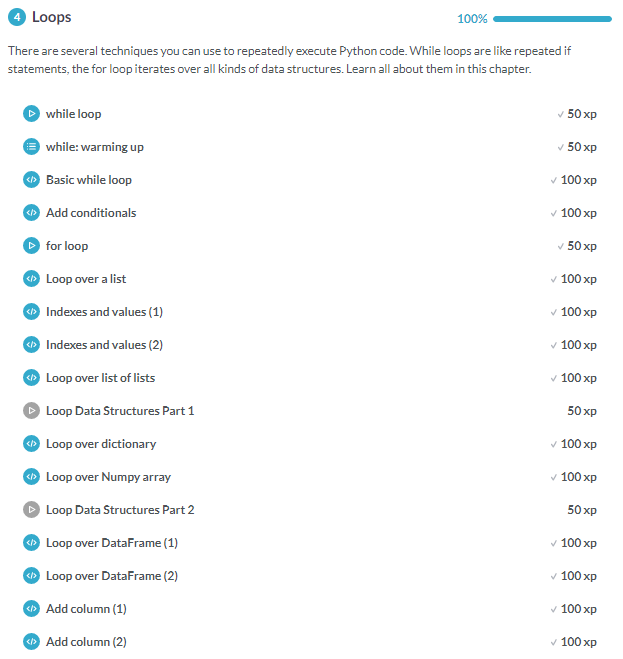 4 Loops 100%
There are several techniques you can use to repeatedly execute Python code. While loops are like repeated if
statements, the for loop iterates over all kinds of data structures. Learn all about them in this chapter.
while loop ✓ 50 xp
while: warming up ✓ 50 xp
Basic while loop ✓ 100 xp
Add conditionals ✓ 100 xp
for loop ✓ 50 xp
Loop over a list ✓ 100 xp
Indexes and values (1) ✓ 100 xp
Indexes and values (2) ✓ 100 xp
Loop over list of lists ✓ 100 xp
Loop Data Structures Part 1 50 xp
Loop over dictionary ✓ 100 xp
Loop over Numpy array ✓ 100 xp
Loop Data Structures Part 2 50 xp
Loop over DataFrame (1) ✓ 100 xp
Loop over DataFrame (2) ✓ 100 xp
Add column (1) ✓ 100 xp
Add column (2) ✓ 100 xp